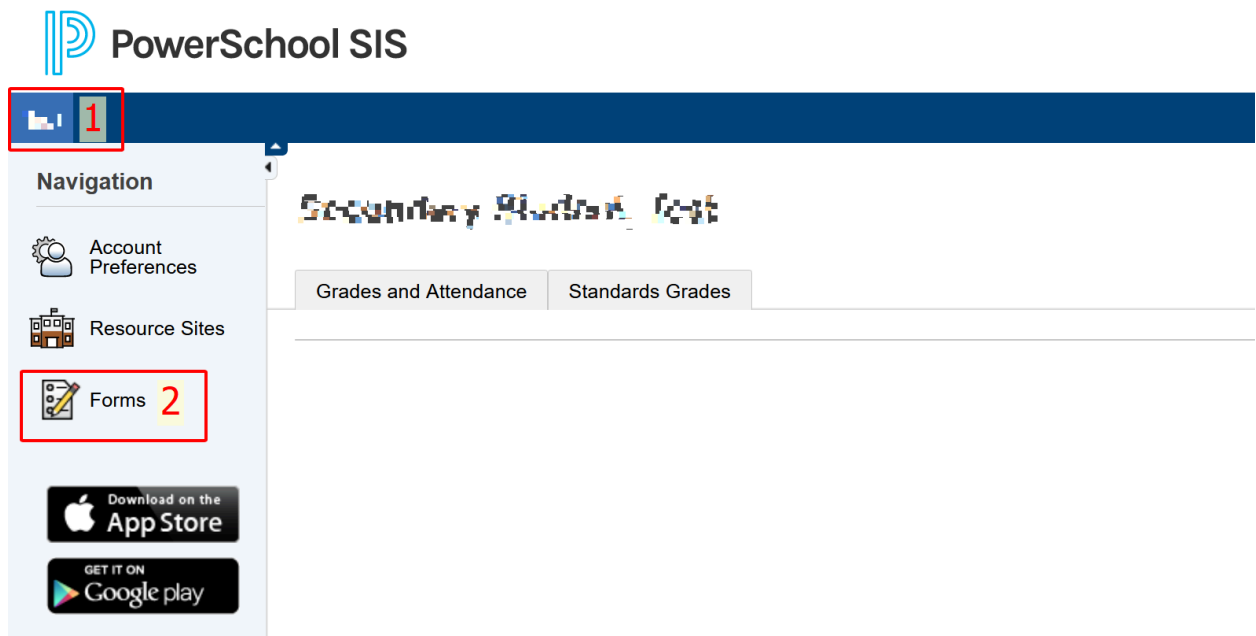 PowerSchool SIS
1
Navigation
Account
Preferences
Resource Sites
Forms 2
Grades and Attendance
Standards Grades
Download on the
App Store
GET IT ON
Google play